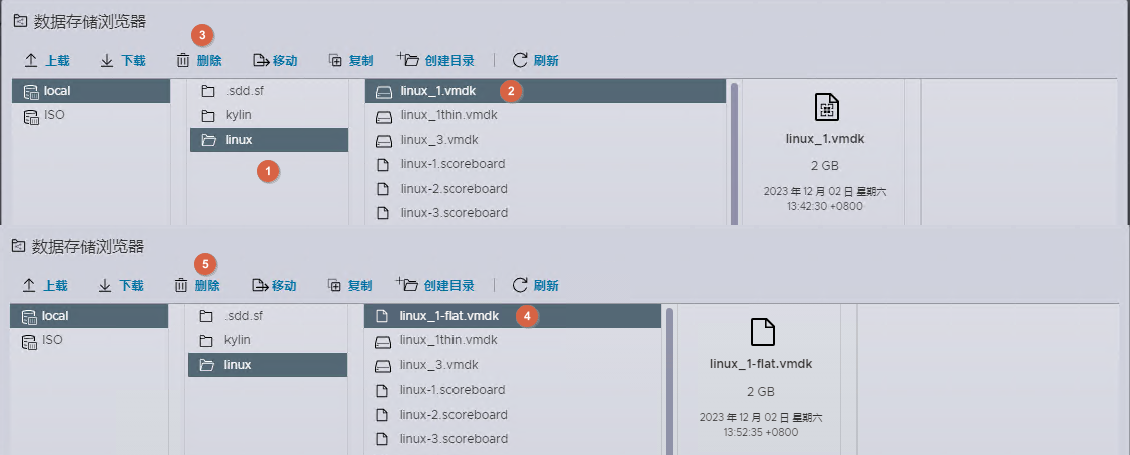 数据存储浏览器
3
上载 下载 删除 移动 复制 创建目录 刷新
local .sdd.sf linux_1.vmdk 2
ISO kylin linux_1thin.vmdk linux_1.vmdk
linux linux_3.vmdk
1 linux-1.scoreboard 2 GB
linux-2.scoreboard 2023 年 12 月 02 日 星期六
linux-3.scoreboard 13:42:30 +0800
数据存储浏览器
5
上载 下载 删除 移动 复制 创建目录 刷新
local .sdd.sf linux_1-flat.vmdk 4
ISO kylin linux_1thin.vmdk
linux linux_3.vmdk linux_1-flat.vmdk
linux-1.scoreboard 2 GB
linux-2.scoreboard 2023 年 12 月 02 日 星期六
linux-3.scoreboard 13:52:35 +0800